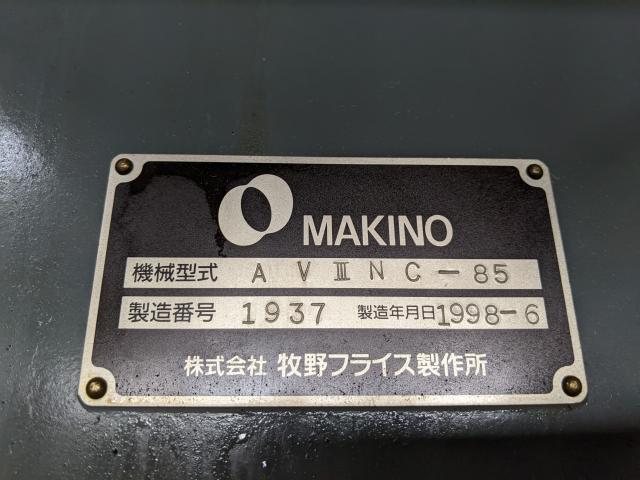 MAKINO
機械型式 AVⅢNC-85
製造番号 1937 製造年月日 1998-6
株式会社 牧野フライス製作所